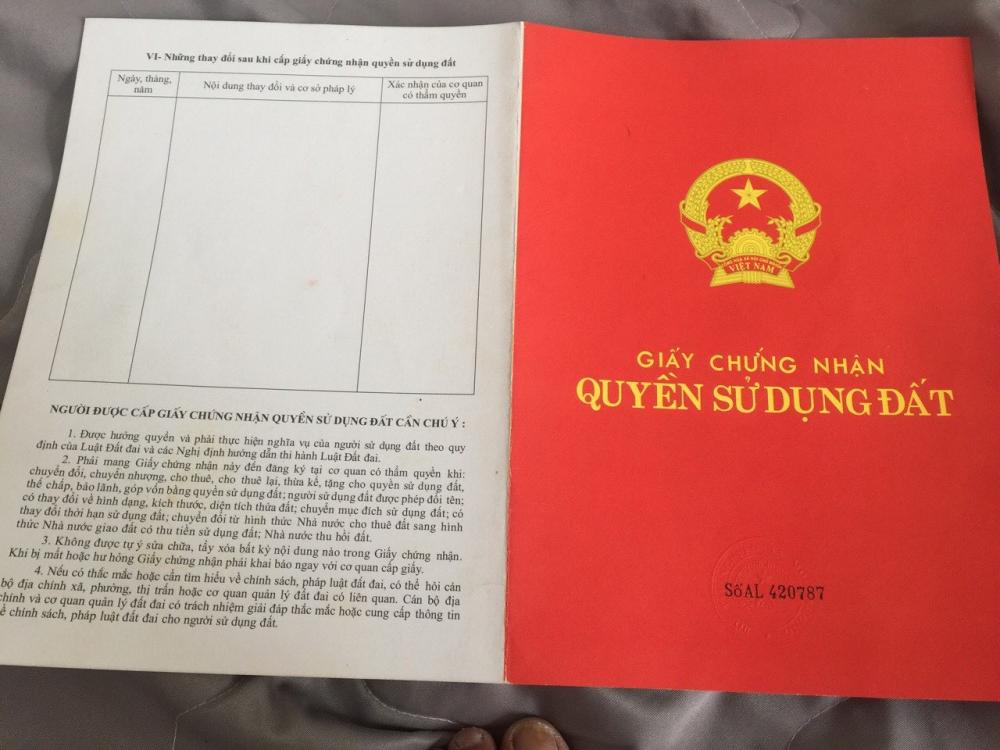 VI- Những thay đổi sau khi cấp giấy chứng nhận quyền sử dụng đất
Ngày, tháng, năm
Nội dung thay đổi và cơ sở pháp lý
Xác nhận của cơ quan có thẩm quyền
NGƯỜI ĐƯỢC CẤP GIẤY CHỨNG NHẬN QUYỀN SỬ DỤNG ĐẤT CẦN CHÚ Ý :
1. Được hưởng quyền và phải thực hiện nghĩa vụ của người sử dụng đất theo quy
định của Luật Đất đai và các Nghị định hướng dẫn thi hành Luật Đất đai.
2. Phải mang Giấy chứng nhận này đến đăng ký tại cơ quan có thẩm quyền khi:
chuyển đổi, chuyển nhượng, cho thuê, cho thuê lại, thừa kế, tặng cho quyền sử dụng đất,
thế chấp, bảo lãnh, góp vốn bằng quyền sử dụng đất; người sử dụng đất được phép đổi tên;
có thay đổi về hình dạng, kích thước, diện tích thửa đất; chuyển mục đích sử dụng đất; có
thay đổi thời hạn sử dụng đất; chuyển đổi từ hình thức Nhà nước cho thuê đất sang hình
thức Nhà nước giao đất có thu tiền sử dụng đất; Nhà nước thu hồi đất.
3. Không được tự ý sửa chữa, tẩy xóa bất kỳ nội dung nào trong Giấy chứng nhận.
Khi bị mất hoặc hư hỏng Giấy chứng nhận phải khai báo ngay với cơ quan cấp giấy.
4. Nếu có thắc mắc hoặc cần tìm hiểu về chính sách, pháp luật đất đai, có thể hỏi cán
bộ địa chính xã, phường, thị trấn hoặc cơ quan quản lý đất đai có liên quan. Cán bộ địa
chính và cơ quan quản lý đất đai có trách nhiệm giải đáp thắc mắc hoặc cung cấp thông tin
về chính sách, pháp luật đất đai cho người sử dụng đất.
CỘNG HÒA XÃ HỘI CHỦ NGHĨA
VIỆT NAM
GIẤY CHỨNG NHẬN
QUYỀN SỬ DỤNG ĐẤT
Số AL 420787